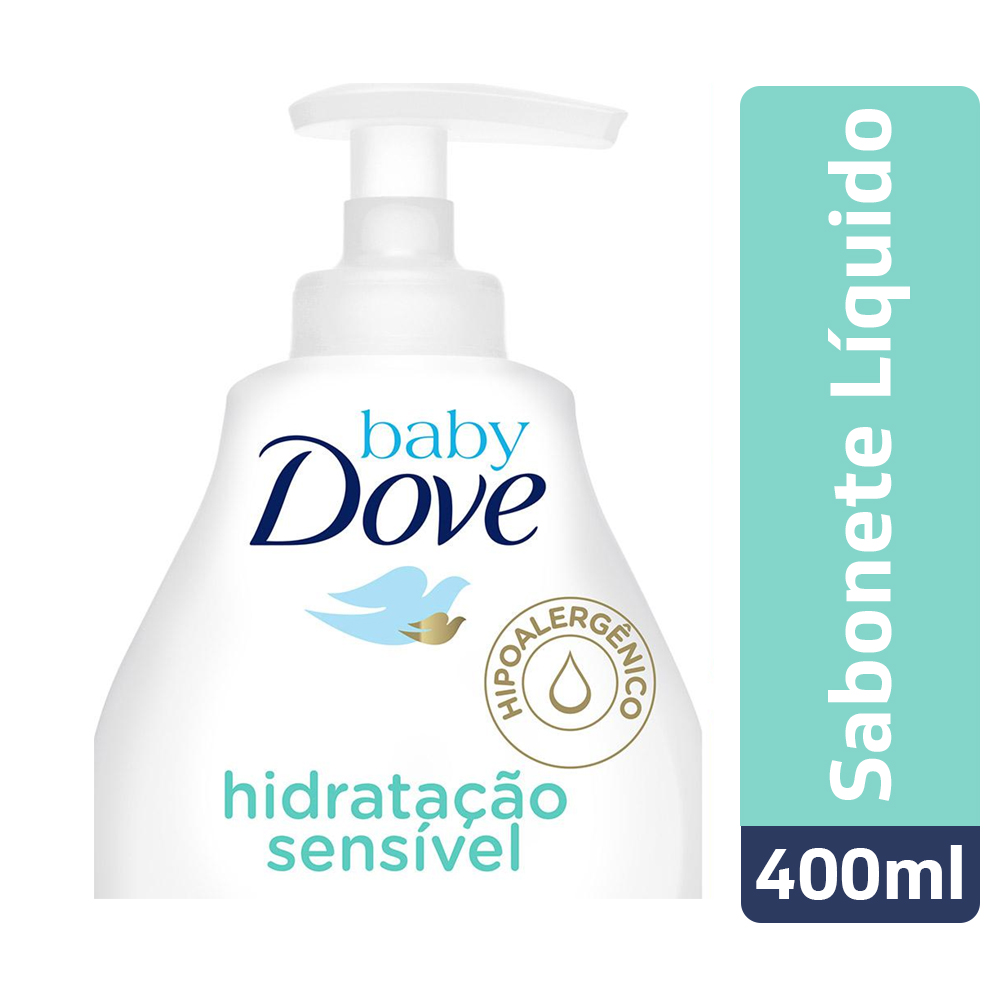 baby
Dove
HIPOALERGÊNICO
hidratação
sensível
Sabonete Líquido
400ml